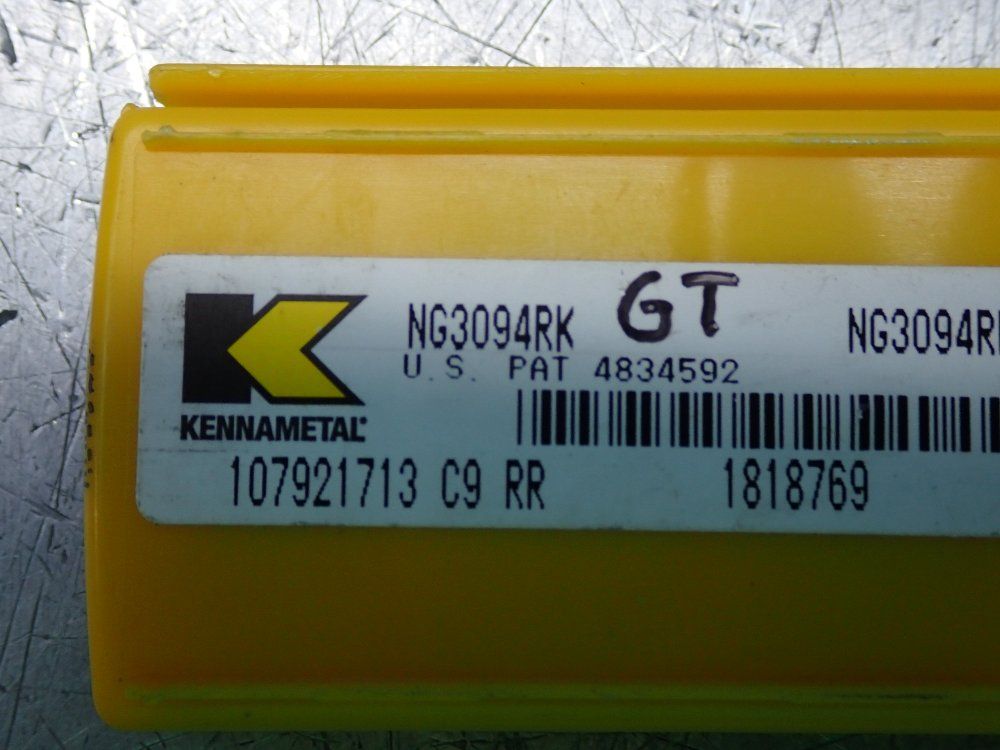 NG3094RK GT NG3094R
U.S. PAT 4834592
KENNAMETAL
107921713 C9 RR 1818769